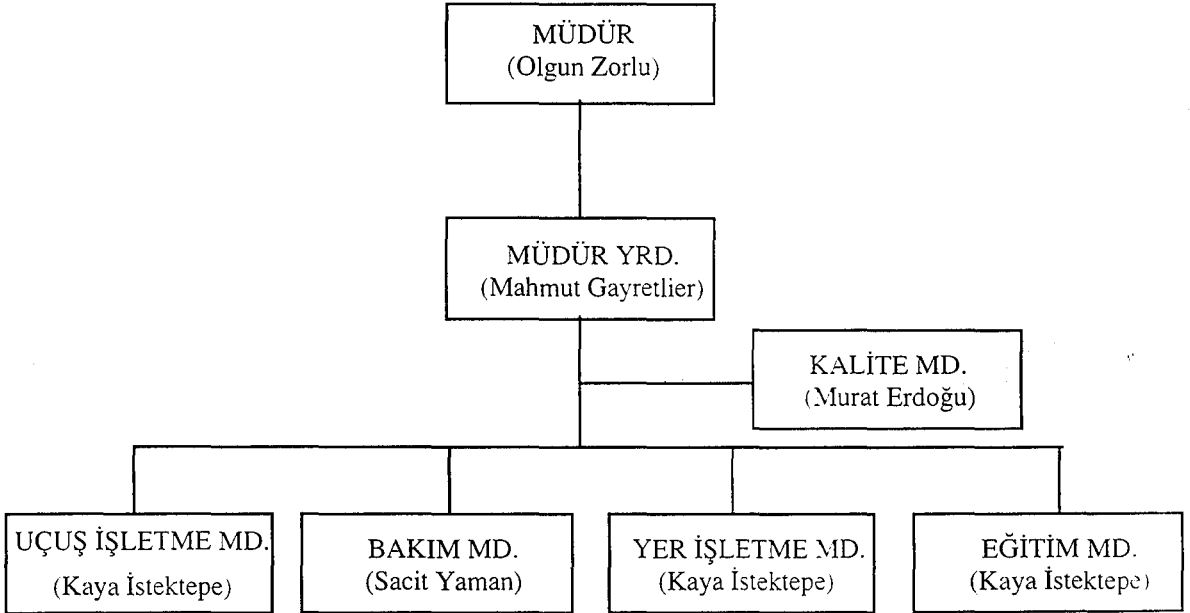 MÜDÜR
(Olgun Zorlu)
MÜDÜR YRD.
(Mahmut Gayretlier)
KALİTE MD.
(Murat Erdoğu)
UÇUŞ İŞLETME MD.
(Kaya İstektepe)
BAKIM MD.
(Sacit Yaman)
YER İŞLETME MD.
(Kaya İstektepe)
EĞİTİM MD.
(Kaya İstektepe)